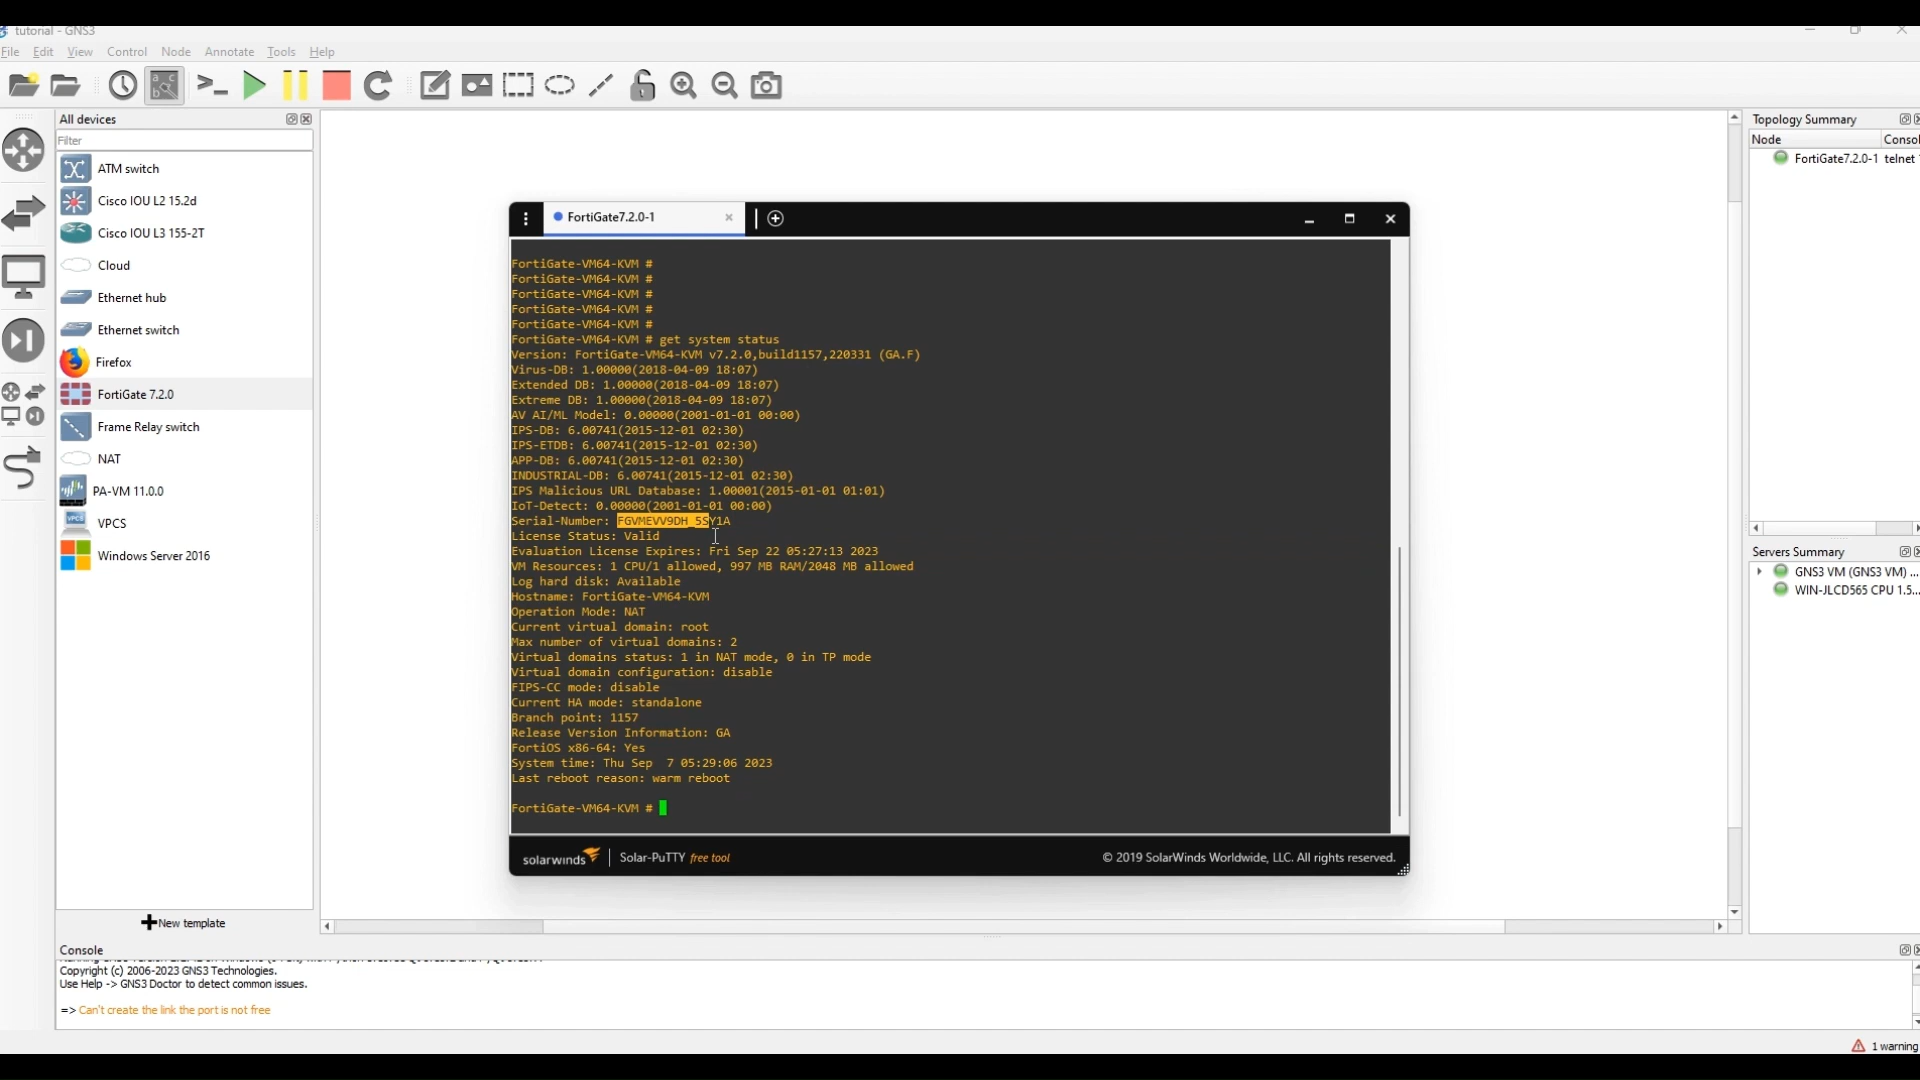 tutorial - GNS3
File Edit View Control Node Annotate Tools Help
All devices
Filter
ATM switch
Cisco IOU L2 15.2d
Cisco IOU L3 155-2T
Cloud
Ethernet hub
Ethernet switch
Firefox
FortiGate 7.2.0
Frame Relay switch
NAT
PA-VM 11.0.0
VPCS
Windows Server 2016
New template
FortiGate7.2.0-1
FortiGate-VM64-KVM #
FortiGate-VM64-KVM #
FortiGate-VM64-KVM #
FortiGate-VM64-KVM #
FortiGate-VM64-KVM #
FortiGate-VM64-KVM # get system status
Version: FortiGate-VM64-KVM v7.2.0,build1157,220331 (GA.F)
Virus-DB: 1.00000(2018-04-09 18:07)
Extended DB: 1.00000(2018-04-09 18:07)
Extreme DB: 1.00000(2018-04-09 18:07)
AV AI/ML Model: 0.00000(2001-01-01 00:00)
IPS-DB: 6.00741(2015-12-01 02:30)
IPS-ETDB: 6.00741(2015-12-01 02:30)
APP-DB: 6.00741(2015-12-01 02:30)
INDUSTRIAL-DB: 6.00741(2015-12-01 02:30)
IPS Malicious URL Database: 1.00001(2015-01-01 01:01)
IoT-Detect: 0.00000(2001-01-01 00:00)
Serial-Number: FGVMEVV9DH_5SY1A
License Status: Valid
Evaluation License Expires: Fri Sep 22 05:27:13 2023
VM Resources: 1 CPU/1 allowed, 997 MB RAM/2048 MB allowed
Log hard disk: Available
Hostname: FortiGate-VM64-KVM
Operation Mode: NAT
Current virtual domain: root
Max number of virtual domains: 2
Virtual domains status: 1 in NAT mode, 0 in TP mode
Virtual domain configuration: disable
FIPS-CC mode: disable
Current HA mode: standalone
Branch point: 1157
Release Version Information: GA
FortiOS x86-64: Yes
System time: Thu Sep  7 05:29:06 2023
Last reboot reason: warm reboot
FortiGate-VM64-KVM #
solarwinds Solar-PuTTY free tool © 2019 SolarWinds Worldwide, LLC. All rights reserved.
Topology Summary
Node Consol
FortiGate7.2.0-1 telnet
Servers Summary
GNS3 VM (GNS3 VM) ...
WIN-JLCD565 CPU 1.5...
Console
Copyright (c) 2006-2023 GNS3 Technologies.
Use Help -> GNS3 Doctor to detect common issues.
=> Can't create the link the port is not free
1 warning